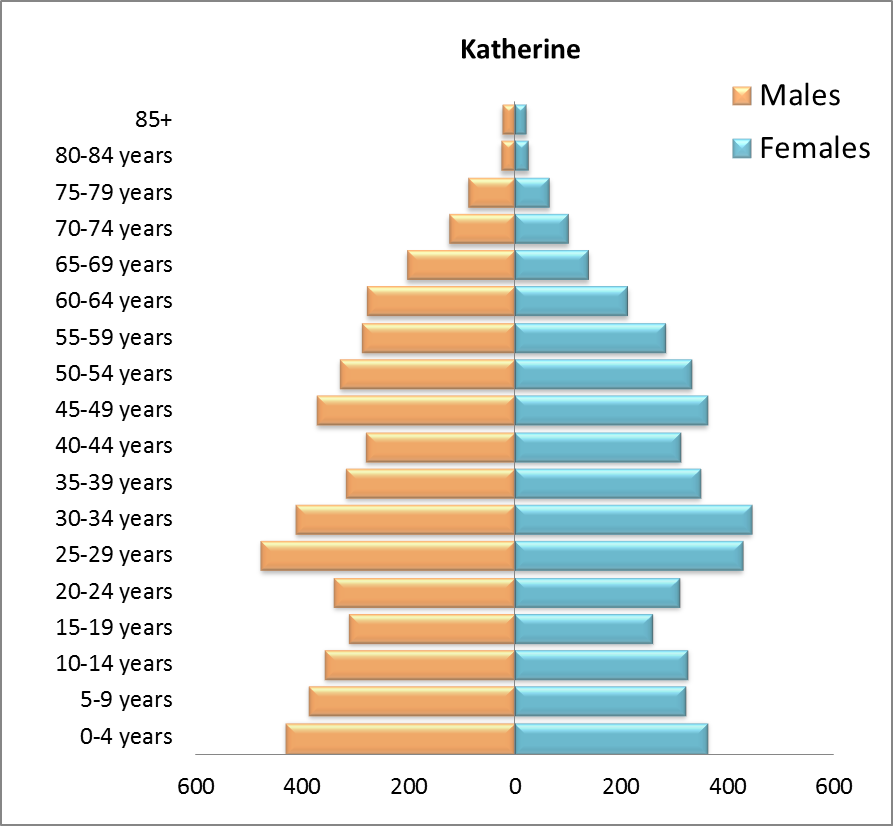 Katherine
Males
Females
85+
80-84 years
75-79 years
70-74 years
65-69 years
60-64 years
55-59 years
50-54 years
45-49 years
40-44 years
35-39 years
30-34 years
25-29 years
20-24 years
15-19 years
10-14 years
5-9 years
0-4 years
600 400 200 0 200 400 600